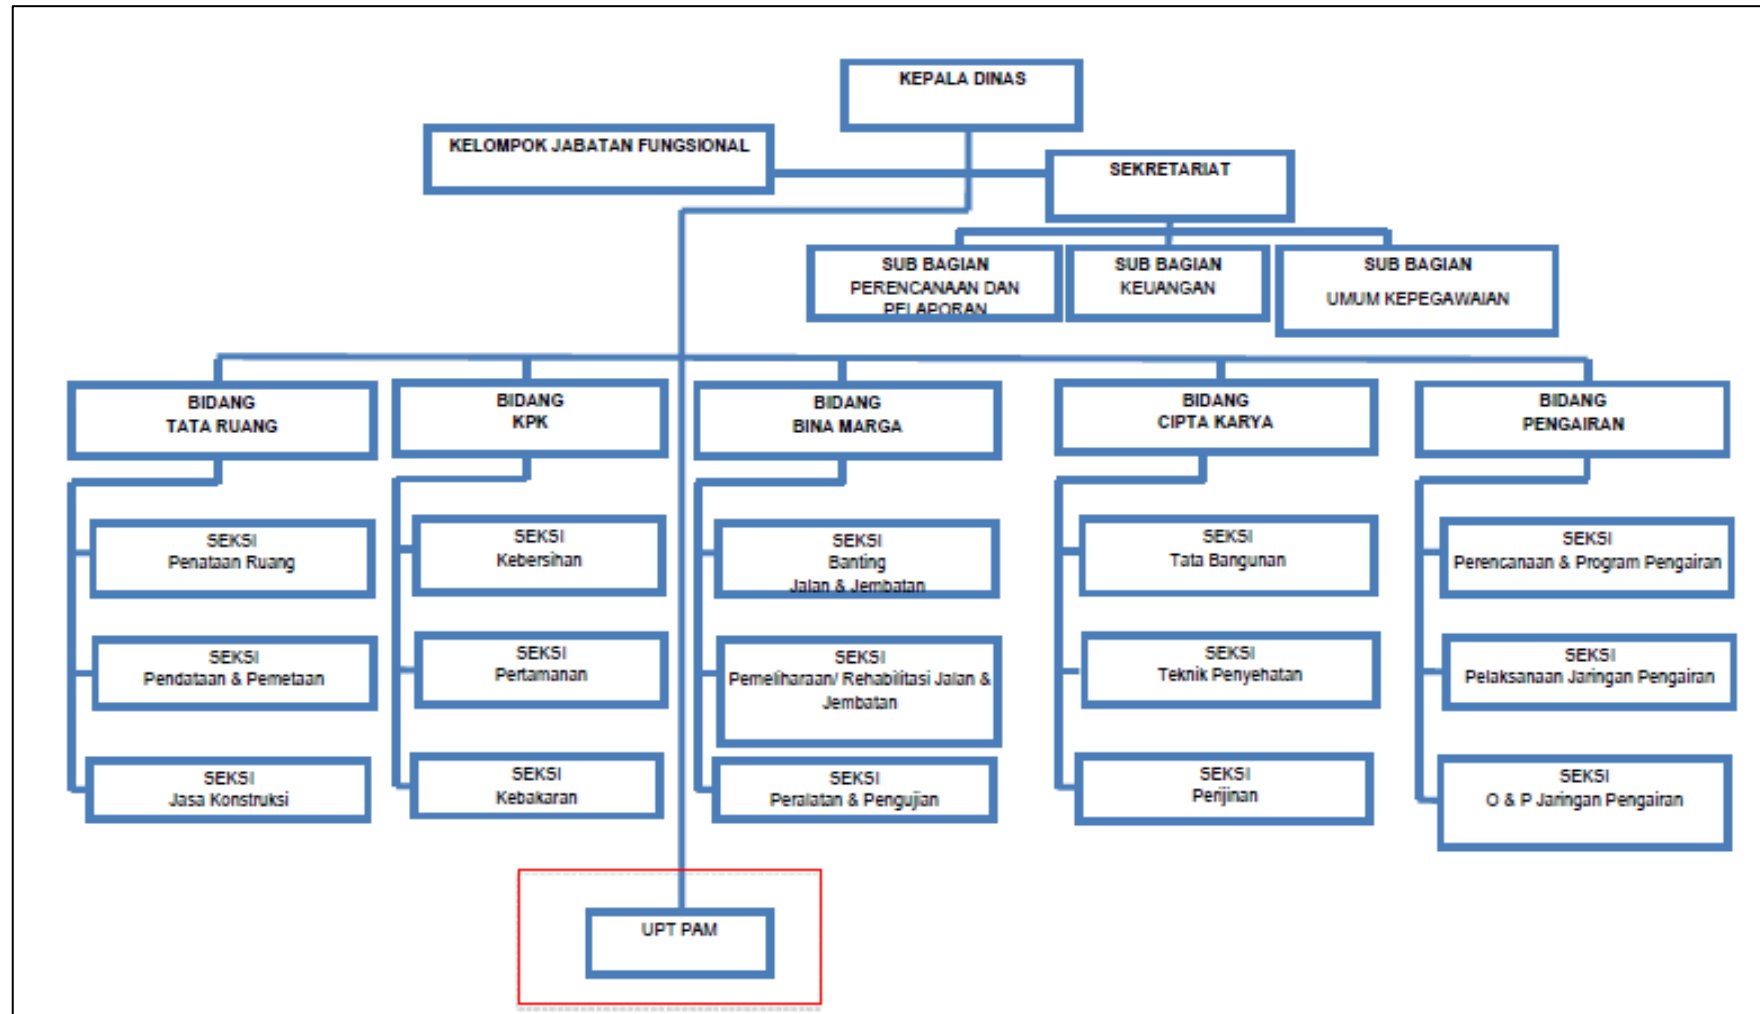 KEPALA DINAS
KELOMPOK JABATAN FUNGSIONAL
SEKRETARIAT
SUB BAGIAN
PERENCANAAN DAN
PELAPORAN
SUB BAGIAN
KEUANGAN
SUB BAGIAN
UMUM KEPEGAWAIAN
BIDANG
TATA RUANG
BIDANG
KPK
BIDANG
BINA MARGA
BIDANG
CIPTA KARYA
BIDANG
PENGAIRAN
SEKSI
Penataan Ruang
SEKSI
Pendataan & Pemetaan
SEKSI
Jasa Konstruksi
SEKSI
Kebersihan
SEKSI
Pertamanan
SEKSI
Kebakaran
SEKSI
Banting
Jalan & Jembatan
SEKSI
Pemeliharaan/ Rehabilitasi Jalan &
Jembatan
SEKSI
Peralatan & Pengujian
SEKSI
Tata Bangunan
SEKSI
Teknik Penyehatan
SEKSI
Perijinan
SEKSI
Perencanaan & Program Pengairan
SEKSI
Pelaksanaan Jaringan Pengairan
SEKSI
O & P Jaringan Pengairan
UPT PAM